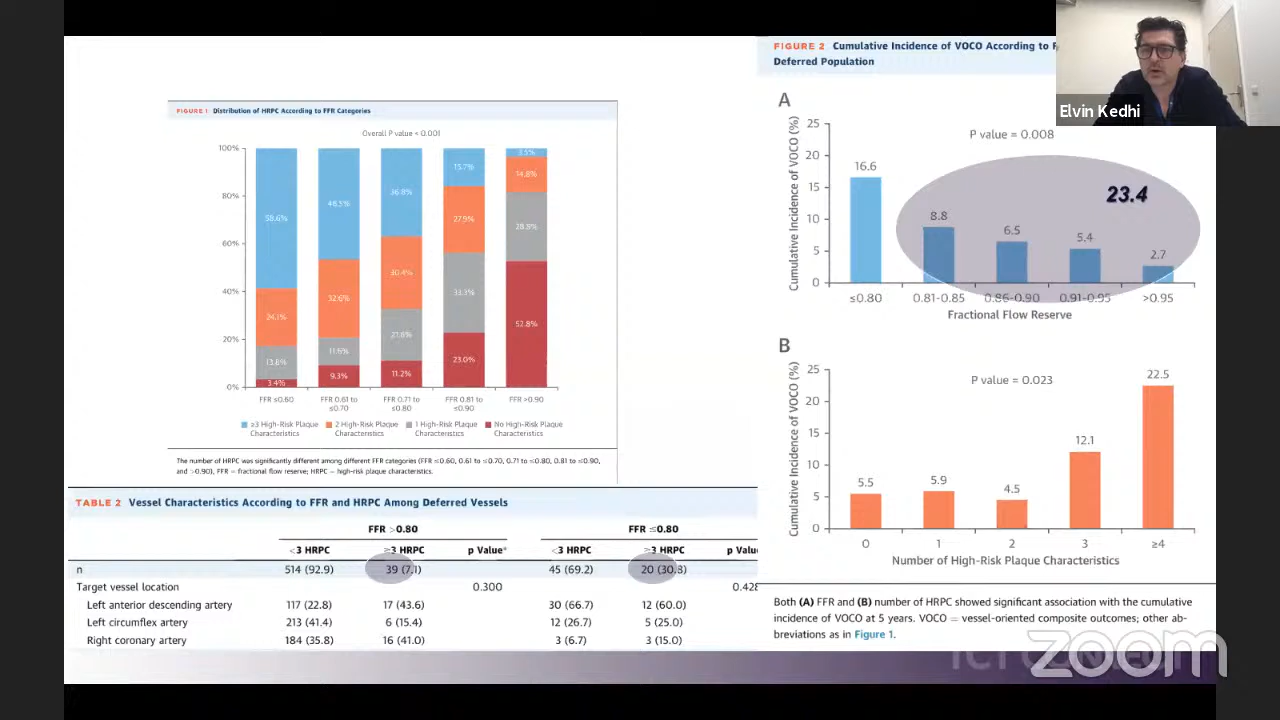 FIGURE 1 Distribution of HRPC According to FFR Categories
Overall P value < 0.001
100%
80%
60%
40%
20%
0%
58.6%
24.1%
13.8%
3.4%
46.5%
32.6%
11.6%
9.3%
36.8%
30.4%
21.6%
11.2%
15.7%
27.9%
33.3%
23.0%
3.5%
14.8%
28.9%
52.8%
FFR ≤0.60
FFR 0.61 to ≤0.70
FFR 0.71 to ≤0.80
FFR 0.81 to ≤0.90
FFR >0.90
≥3 High-Risk Plaque Characteristics
2 High-Risk Plaque Characteristics
1 High-Risk Plaque Characteristics
No High-Risk Plaque Characteristics
The number of HRPC was significantly different among different FFR categories (FFR ≤0.60, 0.61 to ≤0.70, 0.71 to ≤0.80, 0.81 to ≤0.90,
and >0.90), FFR = fractional flow reserve; HRPC = high-risk plaque characteristics.
TABLE 2 Vessel Characteristics According to FFR and HRPC Among Deferred Vessels
FFR >0.80 FFR ≤0.80
<3 HRPC ≥3 HRPC p Value* <3 HRPC ≥3 HRPC p Valu
n 514 (92.9) 39 (7.1) 45 (69.2) 20 (30.8)
Target vessel location 0.300 0.428
Left anterior descending artery 117 (22.8) 17 (43.6) 30 (66.7) 12 (60.0)
Left circumflex artery 213 (41.4) 6 (15.4) 12 (26.7) 5 (25.0)
Right coronary artery 184 (35.8) 16 (41.0) 3 (6.7) 3 (15.0)
FIGURE 2 Cumulative Incidence of VOCO According to F
Deferred Population
Elvin Kedhi
A
P value = 0.008
Cumulative Incidence of VOCO (%)
25
20
15
10
5
0
16.6
8.8
6.5
5.4
2.7
23.4
≤0.80 0.81-0.85 0.86-0.90 0.91-0.95 >0.95
Fractional Flow Reserve
B
P value = 0.023
Cumulative Incidence of VOCO (%)
25
20
15
10
5
0
5.5
5.9
4.5
12.1
22.5
0 1 2 3 ≥4
Number of High-Risk Plaque Characteristics
Both (A) FFR and (B) number of HRPC showed significant association with the cumulative
incidence of VOCO at 5 years. VOCO = vessel-oriented composite outcomes; other ab-
breviations as in Figure 1.
zoom